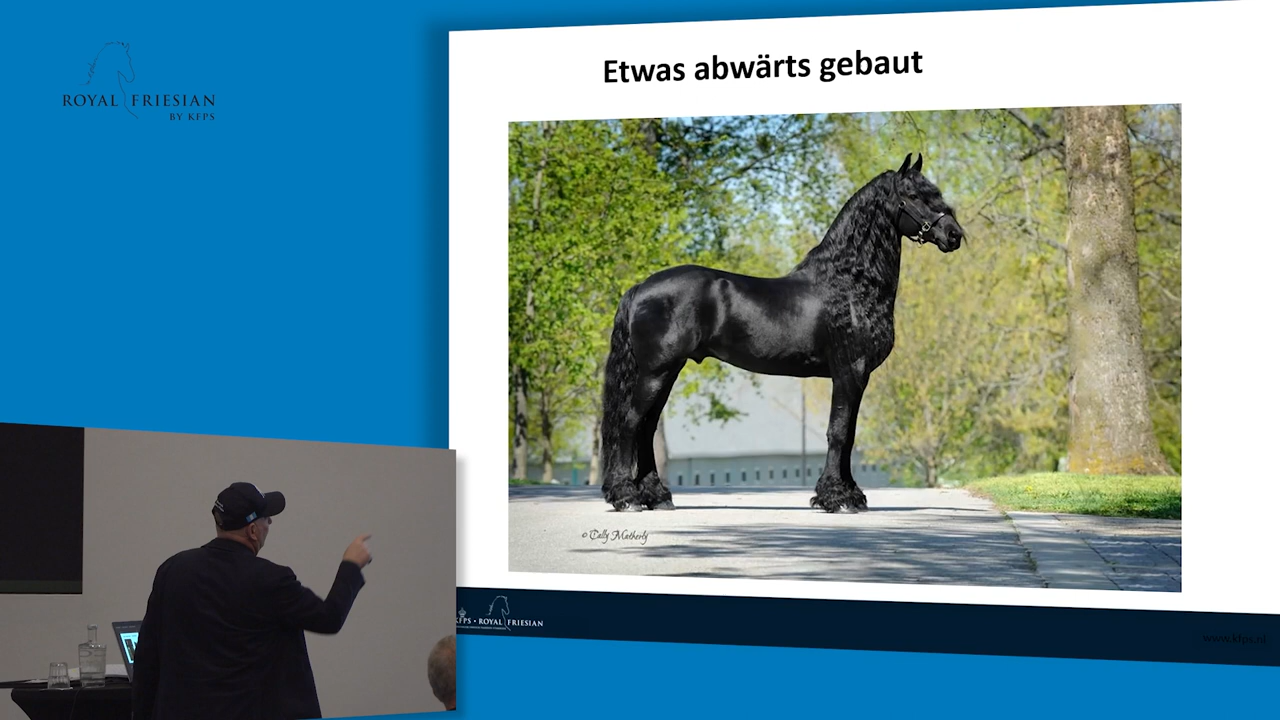 ROYAL FRIESIAN
BY KFPS
Etwas abwärts gebaut
© Cally Matherly
KFPS • ROYAL FRIESIAN
www.kfps.nl